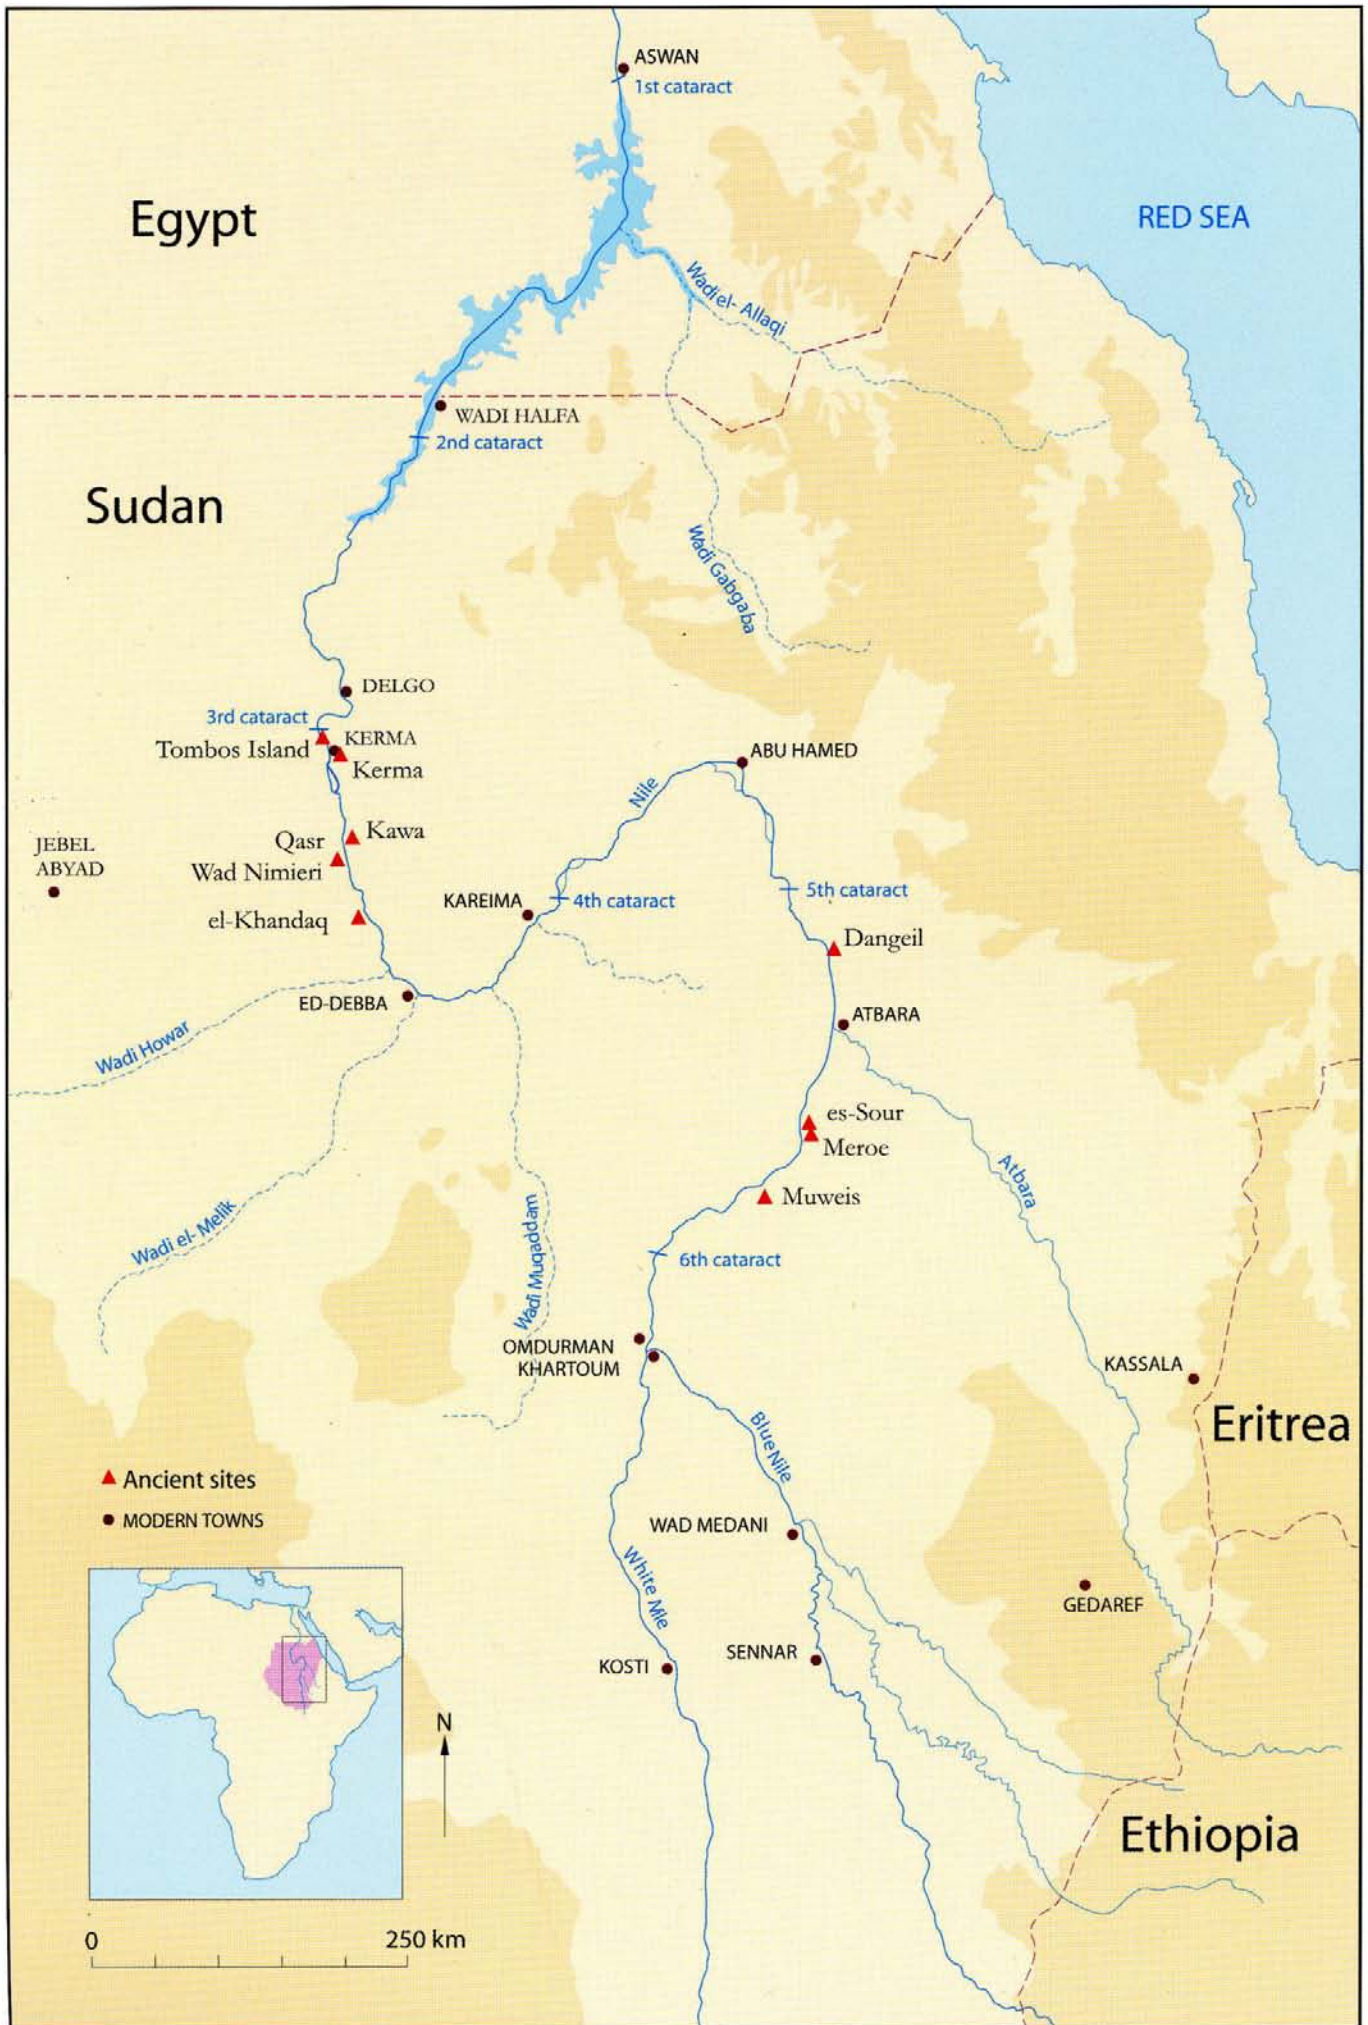 ASWAN
1st cataract
Egypt
RED SEA
Wadi el- Allaqi
WADI HALFA
2nd cataract
Sudan
Wadi Gabgaba
DELGO
3rd cataract
KERMA
Tombos Island
Kerma
ABU HAMED
Nile
Kawa
Qasr
Wad Nimieri
JEBEL
ABYAD
KAREIMA
4th cataract
5th cataract
el-Khandaq
Dangeil
ED-DEBBA
ATBARA
Wadi Howar
es-Sour
Meroe
Atbara
Muweis
Wadi el- Melik
Wadi Muqaddam
6th cataract
OMDURMAN
KHARTOUM
KASSALA
Eritrea
Blue Nile
Ancient sites
MODERN TOWNS
WAD MEDANI
White Mle
GEDAREF
SENNAR
KOSTI
N
Ethiopia
0 250 km